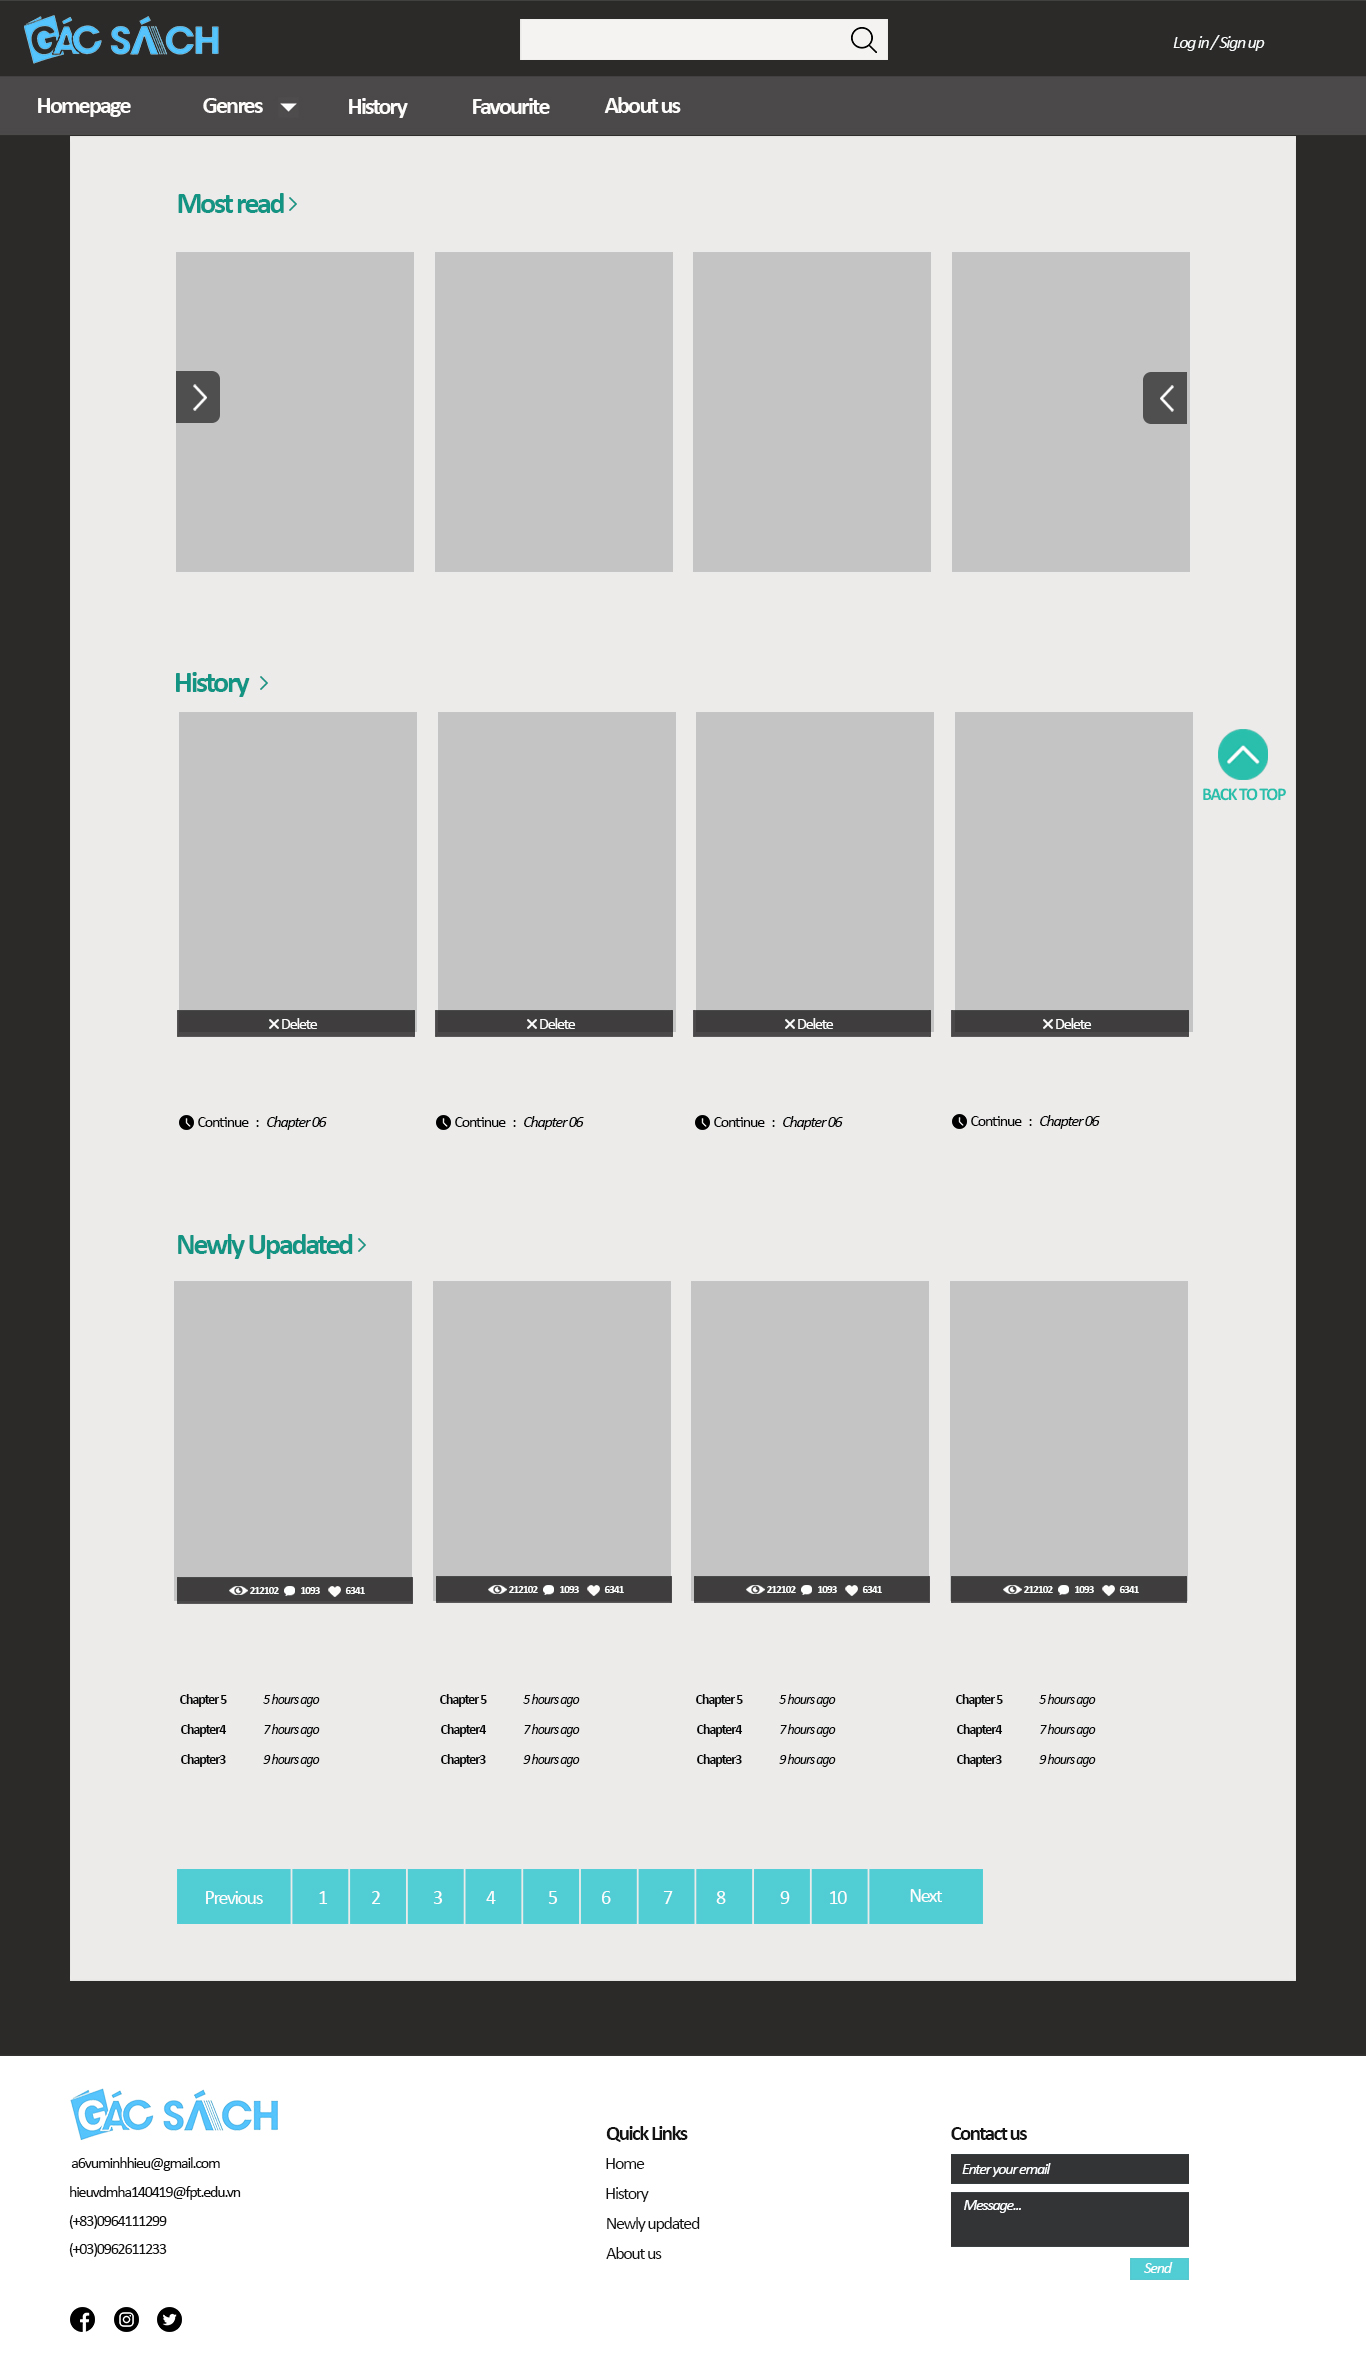 GÁC SÁCH
Log in / Sign up
Homepage Genres History Favourite About us
Most read
History
BACK TO TOP
Delete Delete Delete Delete
Continue : Chapter 06 Continue : Chapter 06 Continue : Chapter 06 Continue : Chapter 06
Newly Upadated
212102 1093 6341 212102 1093 6341 212102 1093 6341 212102 1093 6341
Chapter 5 5 hours ago Chapter 5 5 hours ago Chapter 5 5 hours ago Chapter 5 5 hours ago
Chapter4 7 hours ago Chapter4 7 hours ago Chapter4 7 hours ago Chapter4 7 hours ago
Chapter3 9 hours ago Chapter3 9 hours ago Chapter3 9 hours ago Chapter3 9 hours ago
Previous 1 2 3 4 5 6 7 8 9 10 Next
GÁC SÁCH
a6vuminhhieu@gmail.com
hieuvdmha140419@fpt.edu.vn
(+83)0964111299
(+03)0962611233
Quick Links
Home
History
Newly updated
About us
Contact us
Enter your email
Message...
Send